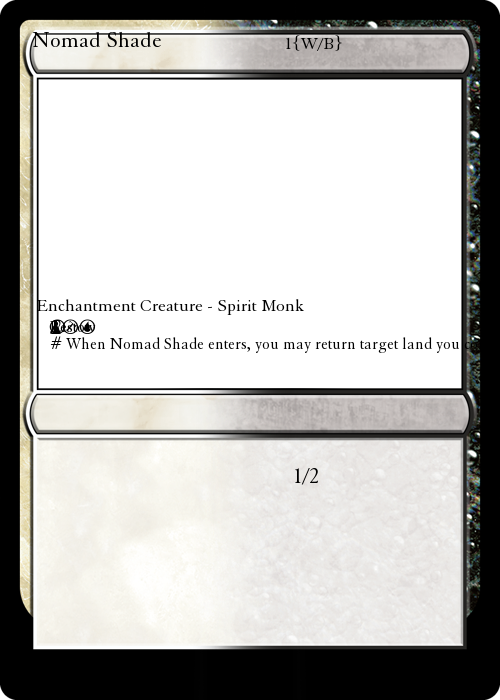 Nomad Shade 1{W/B}
Enchantment Creature - Spirit Monk
# When Nomad Shade enters, you may return target land you
1/2